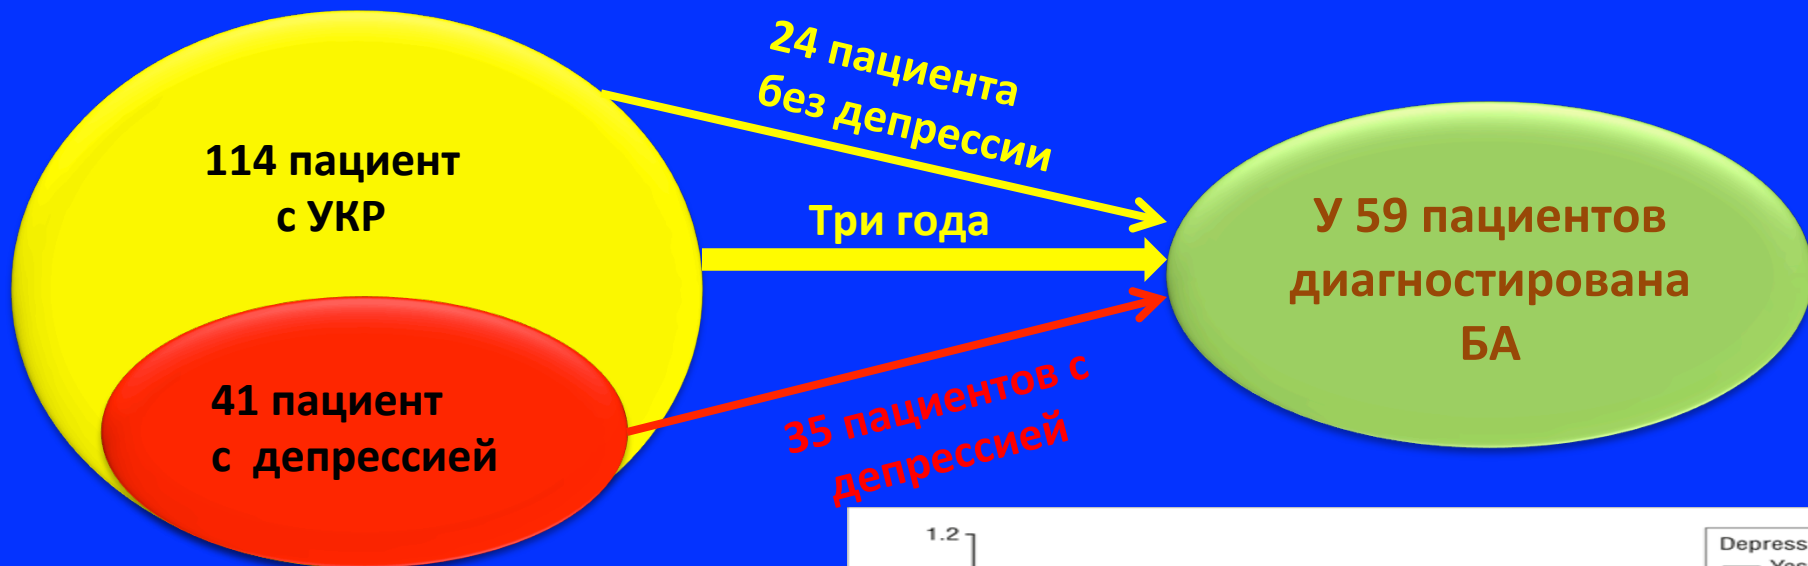 114 пациент
с УКР
41 пациент
с депрессией
24 пациента
без депрессии
Три года
35 пациентов с
депрессией
У 59 пациентов
диагностирована
БА
1.2
Depress